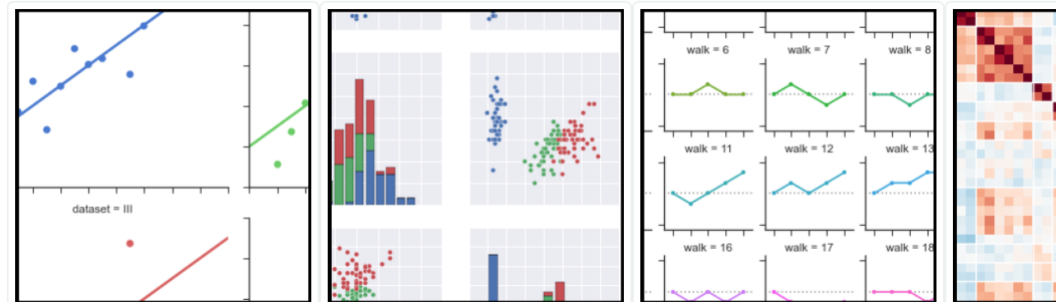 walk = 6
walk = 7
walk = 8
walk = 11
walk = 12
walk = 13
dataset = III
walk = 16
walk = 17
walk = 18